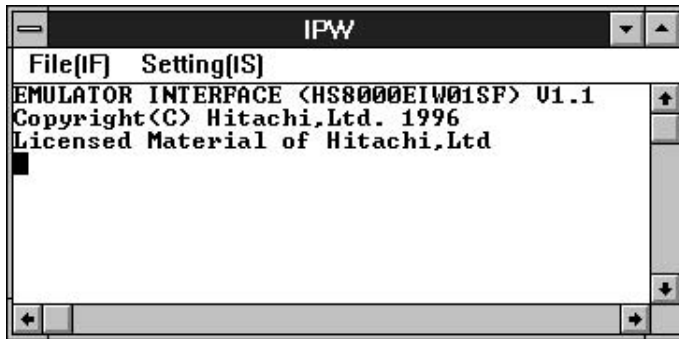 IPW
File(IF) Setting(IS)
EMULATOR INTERFACE (HS8000EIW01SF) V1.1
Copyright(C) Hitachi,Ltd. 1996
Licensed Material of Hitachi,Ltd